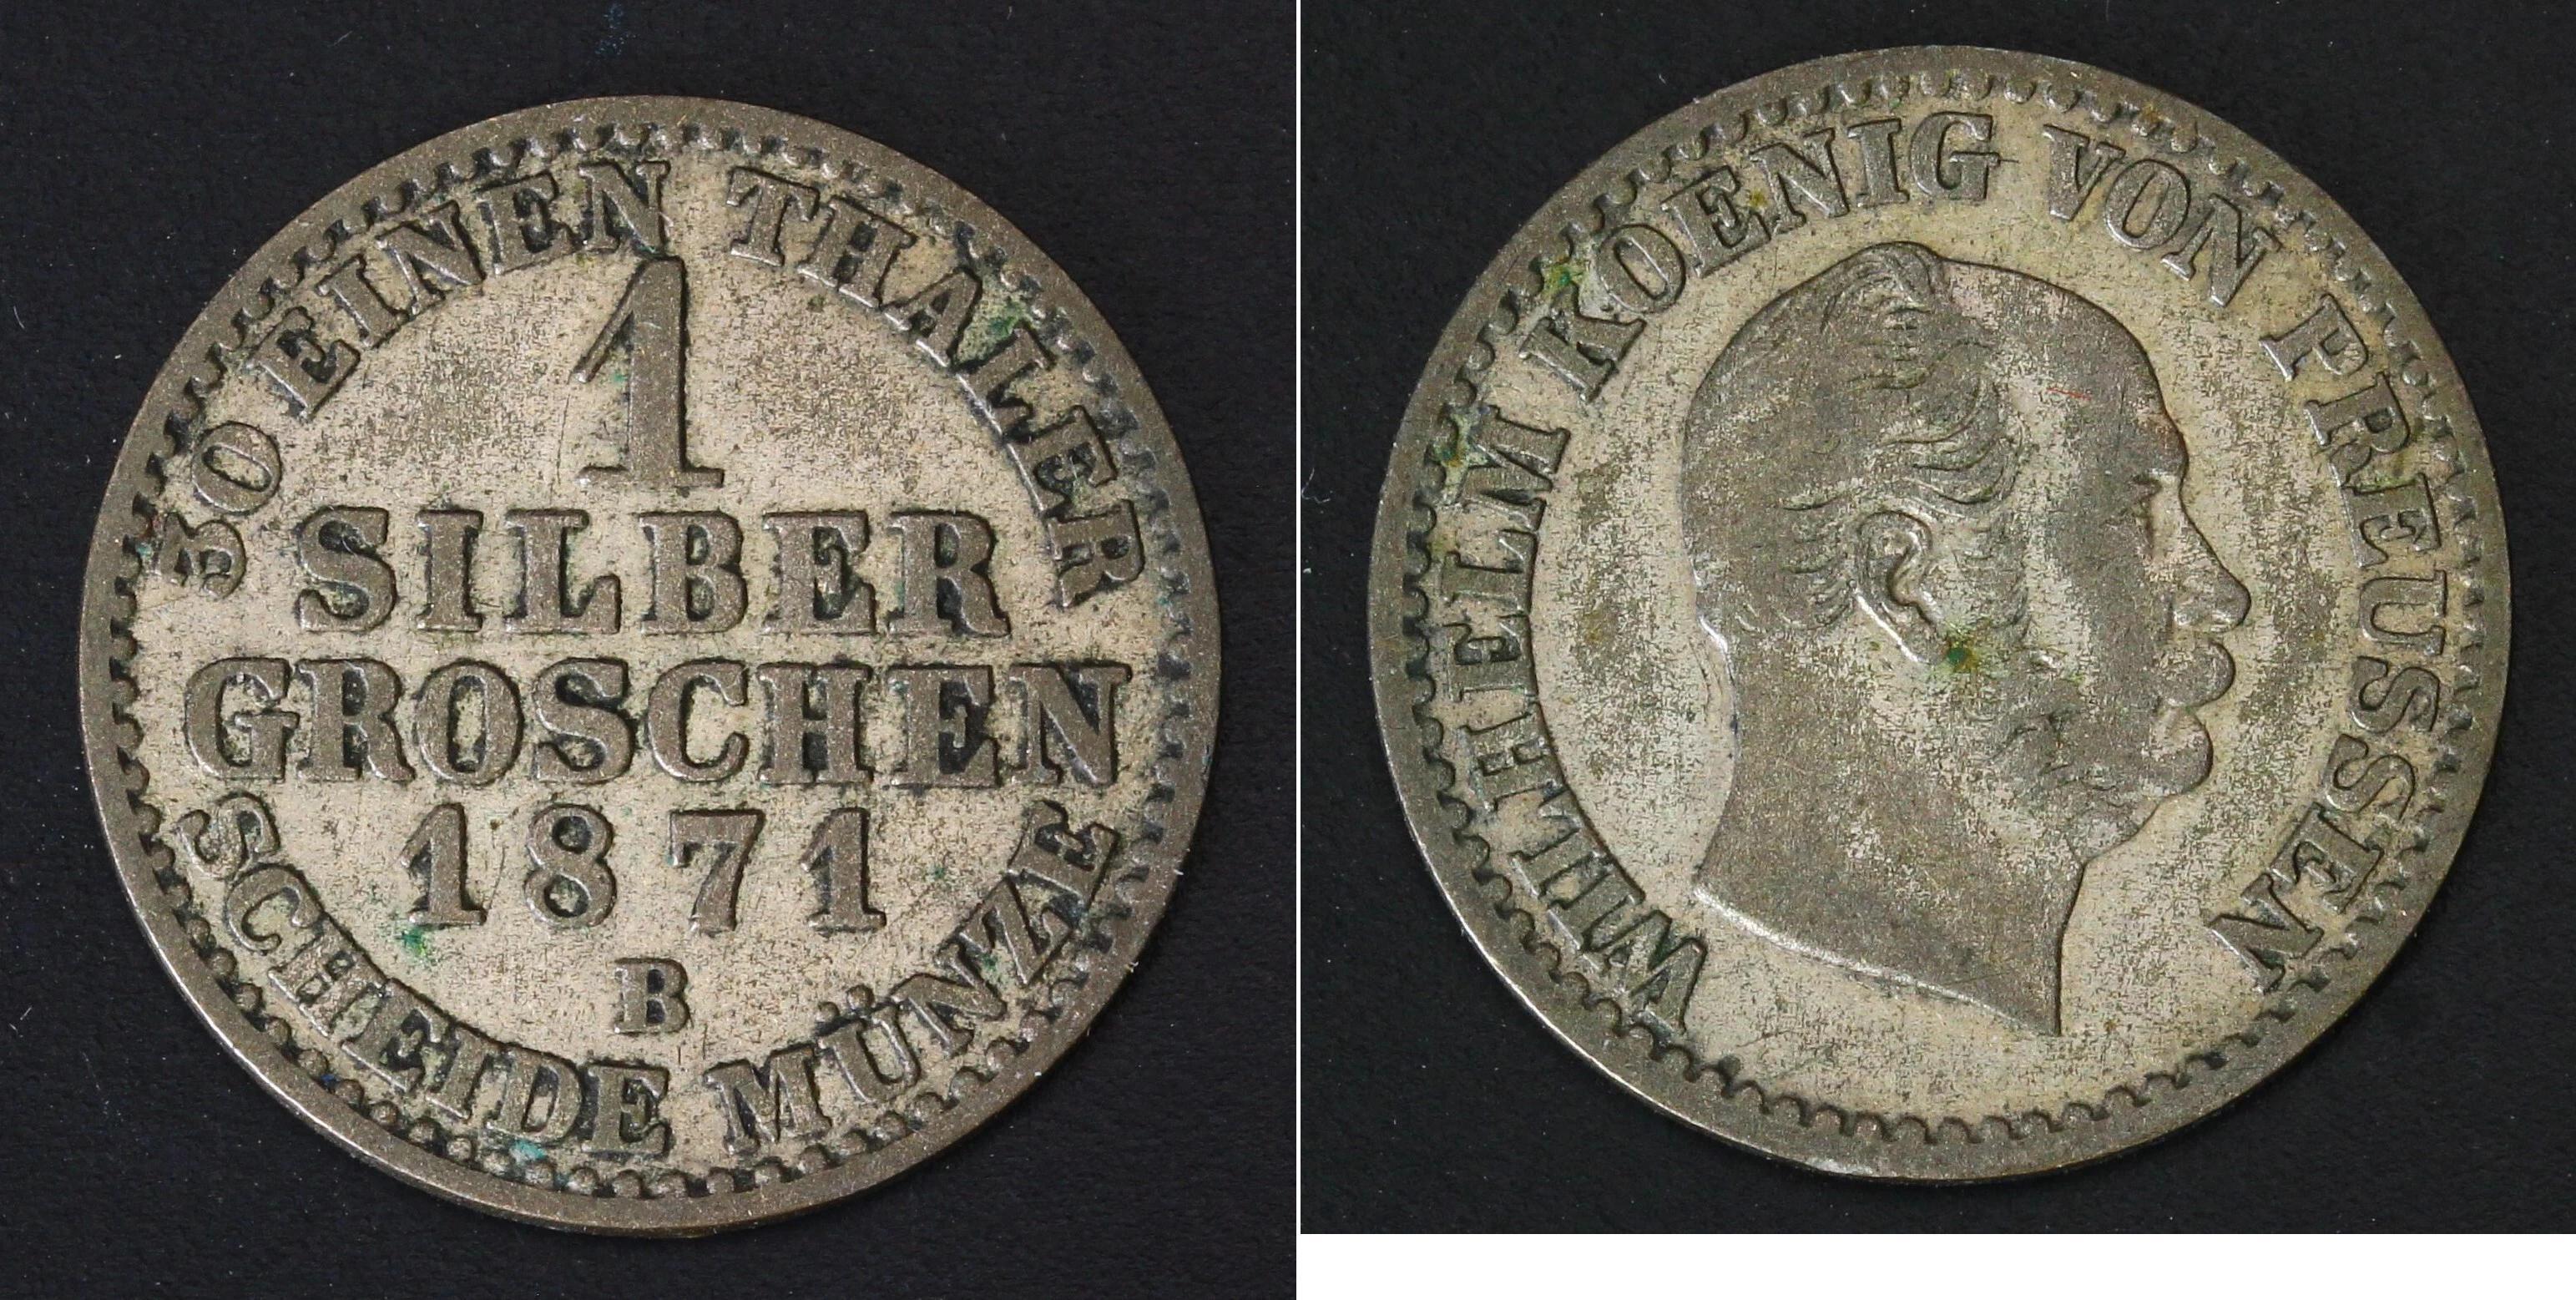 30 EINEN THALER
1
SILBER
GROSCHEN
1871
B
SCHEIDE MÜNZE
WILHELM KOENIG VON PREUSSEN